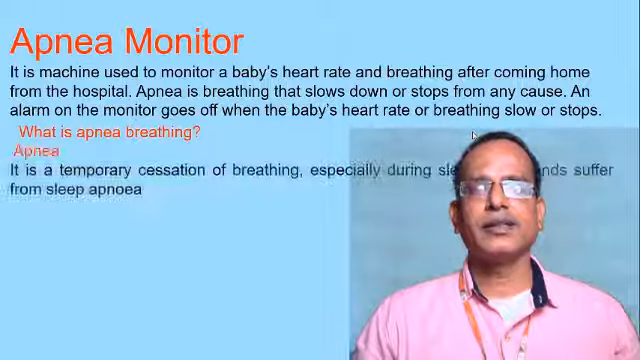 Apnea Monitor
It is machine used to monitor a baby's heart rate and breathing after coming home
from the hospital. Apnea is breathing that slows down or stops from any cause. An
alarm on the monitor goes off when the baby's heart rate or breathing slow or stops.
What is apnea breathing?
Apnea
It is a temporary cessation of breathing, especially during suffer
from sleep apnoea